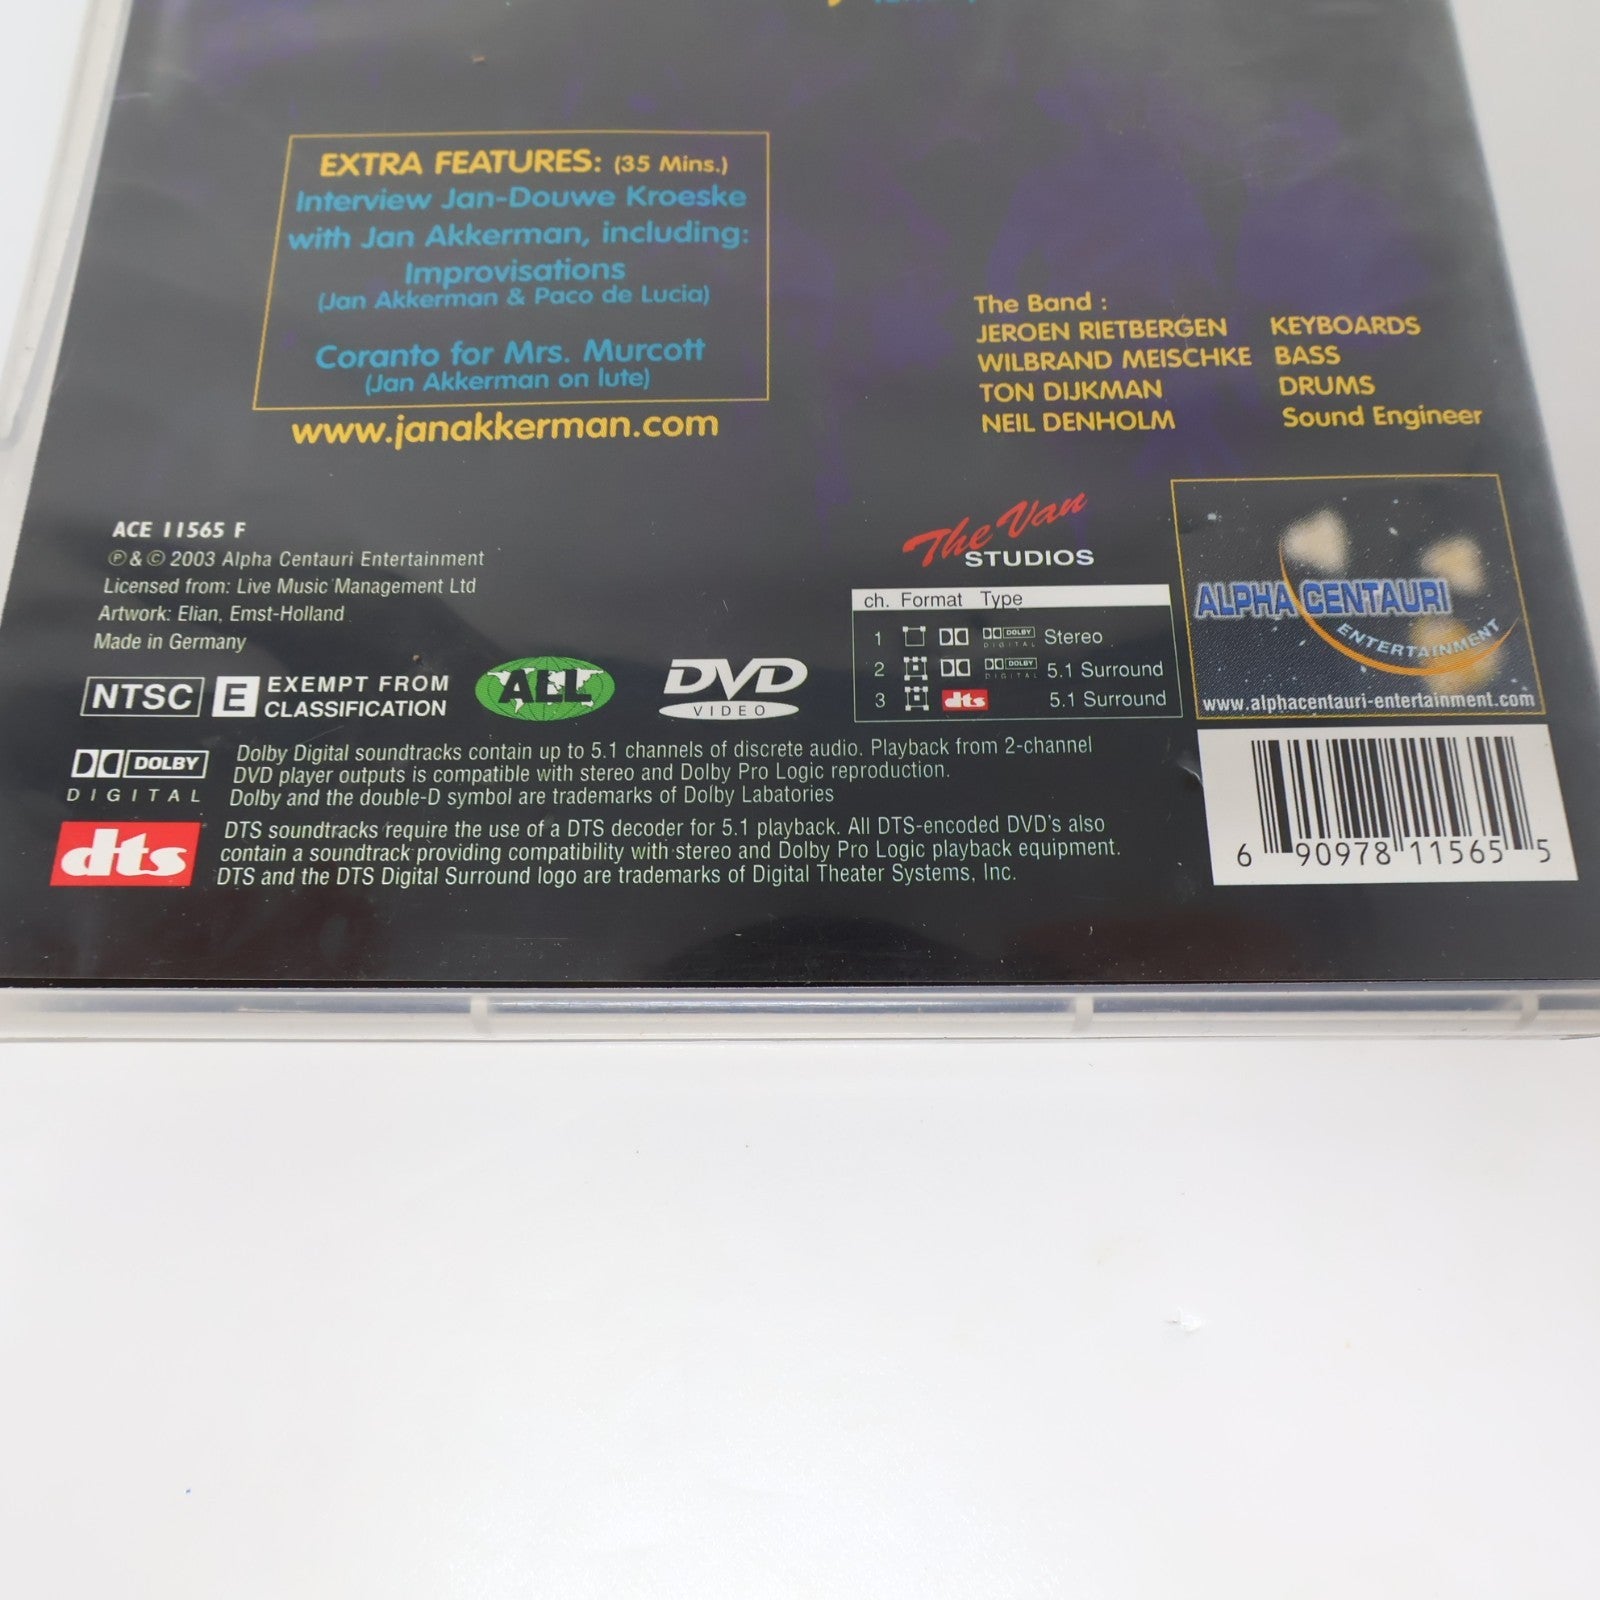 EXTRA FEATURES: (35 Mins.)
Interview Jan-Douwe Kroeske
with Jan Akkerman, including:
Improvisations
(Jan Akkerman & Paco de Lucia)
Coranto for Mrs. Murcott
(Jan Akkerman on lute)
www.janakkerman.com
The Band :
JEROEN RIETBERGEN KEYBOARDS
WILBRAND MEISCHKE BASS
TON DIJKMAN DRUMS
NEIL DENHOLM Sound Engineer
ACE 11565 F
℗ & © 2003 Alpha Centauri Entertainment
Licensed from: Live Music Management Ltd
Artwork: Elian, Emst-Holland
Made in Germany
NTSC
E
EXEMPT FROM
CLASSIFICATION
ALL
DVD
VIDEO
The Van
STUDIOS
ch. Format Type
1 DOLBY DIGITAL Stereo
2 DOLBY DIGITAL 5.1 Surround
3 dts 5.1 Surround
ALPHA CENTAURI
ENTERTAINMENT
www.alphacentauri-entertainment.com
DOLBY
DIGITAL
Dolby Digital soundtracks contain up to 5.1 channels of discrete audio. Playback from 2-channel
DVD player outputs is compatible with stereo and Dolby Pro Logic reproduction.
Dolby and the double-D symbol are trademarks of Dolby Labatories
dts
DTS soundtracks require the use of a DTS decoder for 5.1 playback. All DTS-encoded DVD's also
contain a soundtrack providing compatibility with stereo and Dolby Pro Logic playback equipment.
DTS and the DTS Digital Surround logo are trademarks of Digital Theater Systems, Inc.
6 90978 11565 5